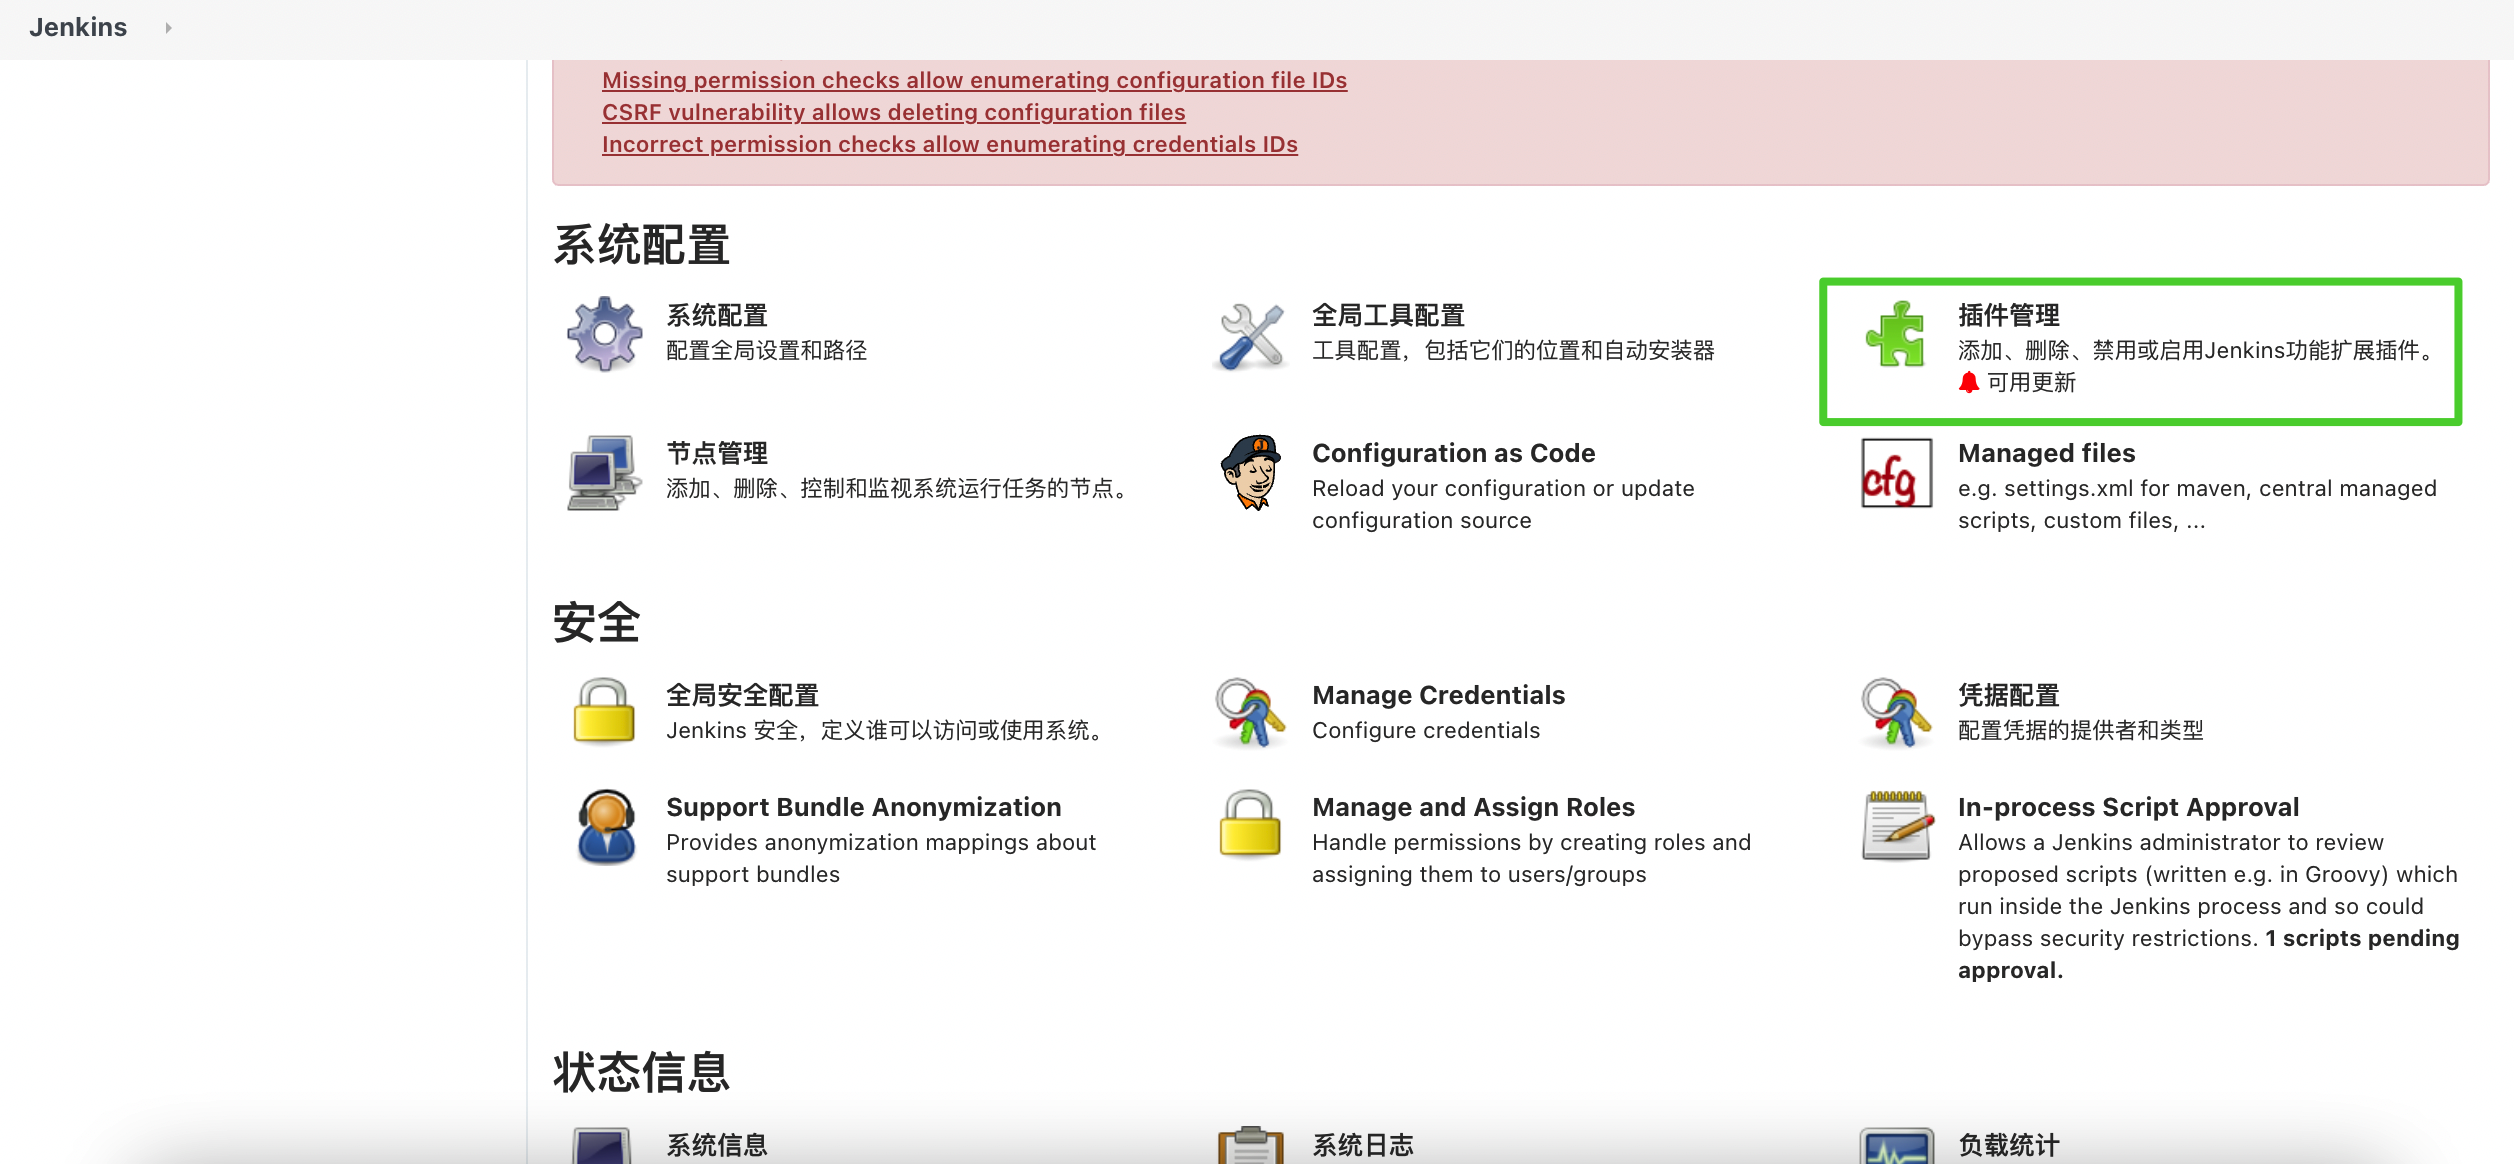 Jenkins
Missing permission checks allow enumerating configuration file IDs
CSRF vulnerability allows deleting configuration files
Incorrect permission checks allow enumerating credentials IDs
系统配置
系统配置
配置全局设置和路径
全局工具配置
工具配置，包括它们的位置和自动安装器
插件管理
添加、删除、禁用或启用Jenkins功能扩展插件。
可用更新
节点管理
添加、删除、控制和监视系统运行任务的节点。
Configuration as Code
Reload your configuration or update
configuration source
cfg
Managed files
e.g. settings.xml for maven, central managed
scripts, custom files, ...
安全
全局安全配置
Jenkins 安全，定义谁可以访问或使用系统。
Manage Credentials
Configure credentials
凭据配置
配置凭据的提供者和类型
Support Bundle Anonymization
Provides anonymization mappings about
support bundles
Manage and Assign Roles
Handle permissions by creating roles and
assigning them to users/groups
In-process Script Approval
Allows a Jenkins administrator to review
proposed scripts (written e.g. in Groovy) which
run inside the Jenkins process and so could
bypass security restrictions. 1 scripts pending
approval.
状态信息
系统信息
系统日志
负载统计